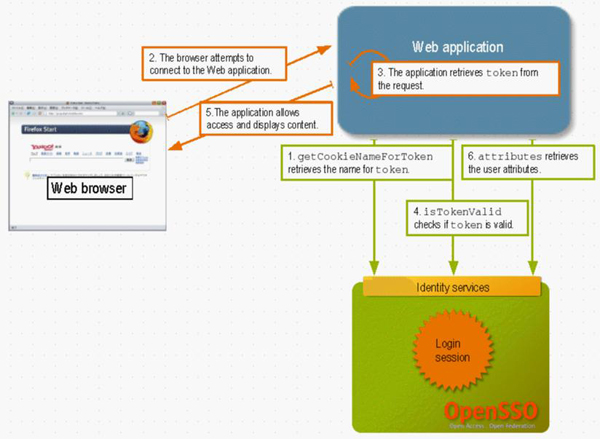 Web application
2. The browser attempts to
connect to the Web application.
3. The application retrieves token from
the request.
5.The application allows
access and displays content.
Firefox Start
Web browser
1. getCookieNameForToken
retrieves the name for token
6. attributes retrieves
the user attributes.
4. isTokenValid
checks if token is valid.
Identity services
Login
session
OpenSSO
Open Access . Open Federation